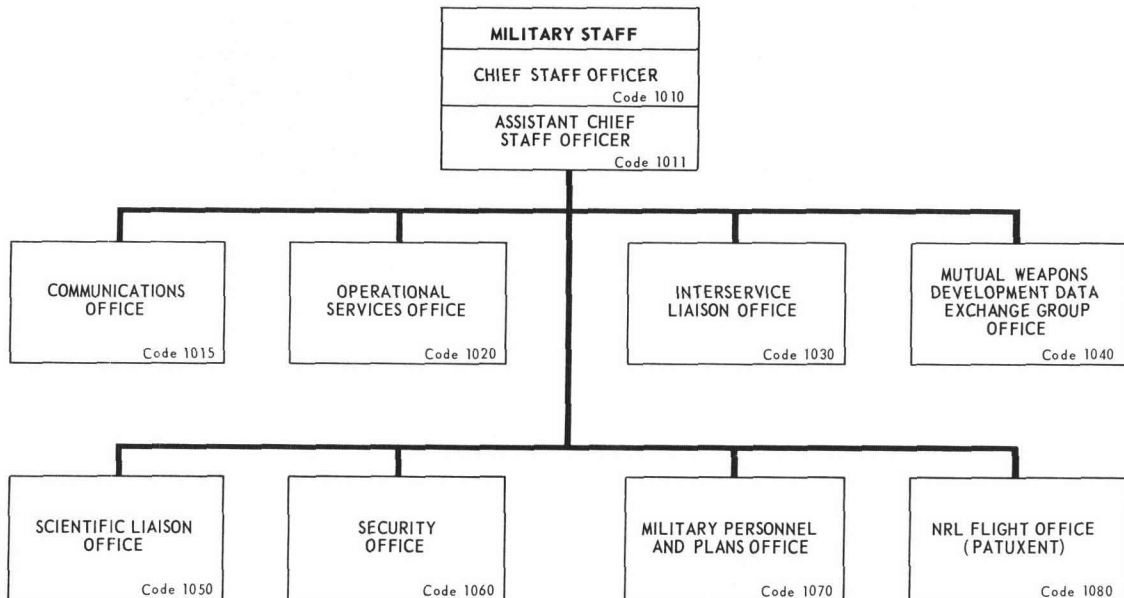 MILITARY STAFF
CHIEF STAFF OFFICER
Code 1010
ASSISTANT CHIEF
STAFF OFFICER
Code 1011
COMMUNICATIONS
OFFICE
Code 1015
OPERATIONAL
SERVICES OFFICE
Code 1020
INTERSERVICE
LIAISON OFFICE
Code 1030
MUTUAL WEAPONS
DEVELOPMENT DATA
EXCHANGE GROUP
OFFICE
Code 1040
SCIENTIFIC LIAISON
OFFICE
Code 1050
SECURITY
OFFICE
Code 1060
MILITARY PERSONNEL
AND PLANS OFFICE
Code 1070
NRL FLIGHT OFFICE
(PATUXENT)
Code 1080